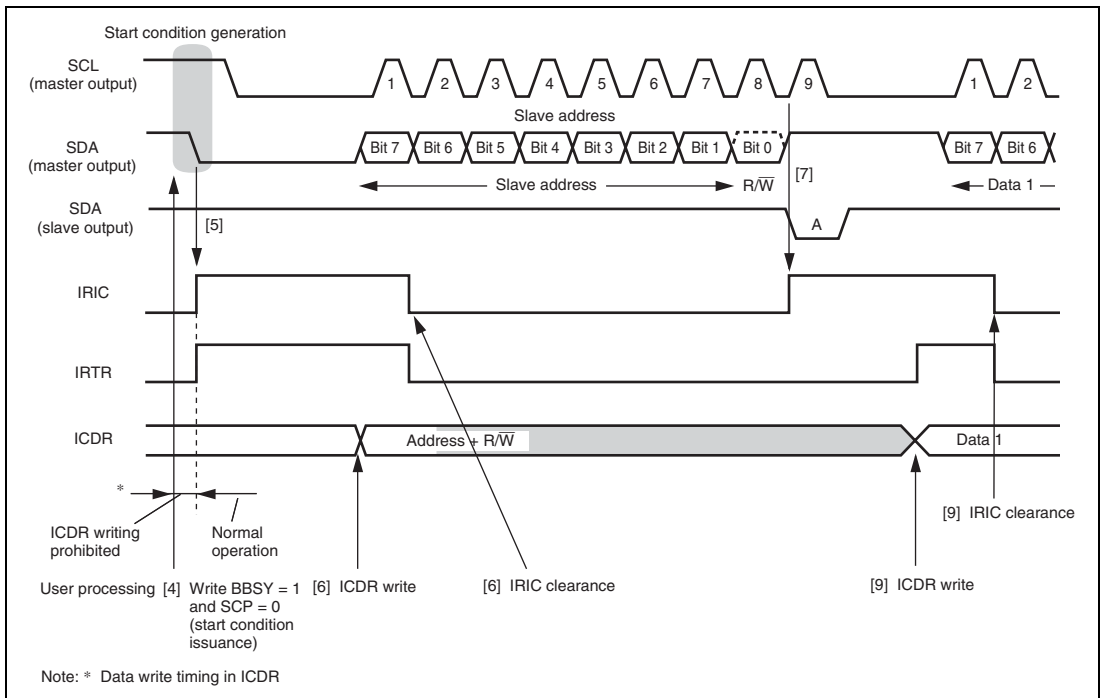 Start condition generation
SCL
(master output)
1 2 3 4 5 6 7 8 9 1 2
Slave address
SDA
(master output)
Bit 7 Bit 6 Bit 5 Bit 4 Bit 3 Bit 2 Bit 1 Bit 0 Bit 7 Bit 6
Slave address R/W̅ [7] Data 1
SDA
(slave output)
[5] A
IRIC
IRTR
ICDR
Address + R/W̅ Data 1
*
ICDR writing
prohibited
Normal
operation
[9] IRIC clearance
User processing [4] Write BBSY = 1
and SCP = 0
(start condition
issuance)
[6] ICDR write
[6] IRIC clearance
[9] ICDR write
Note: * Data write timing in ICDR